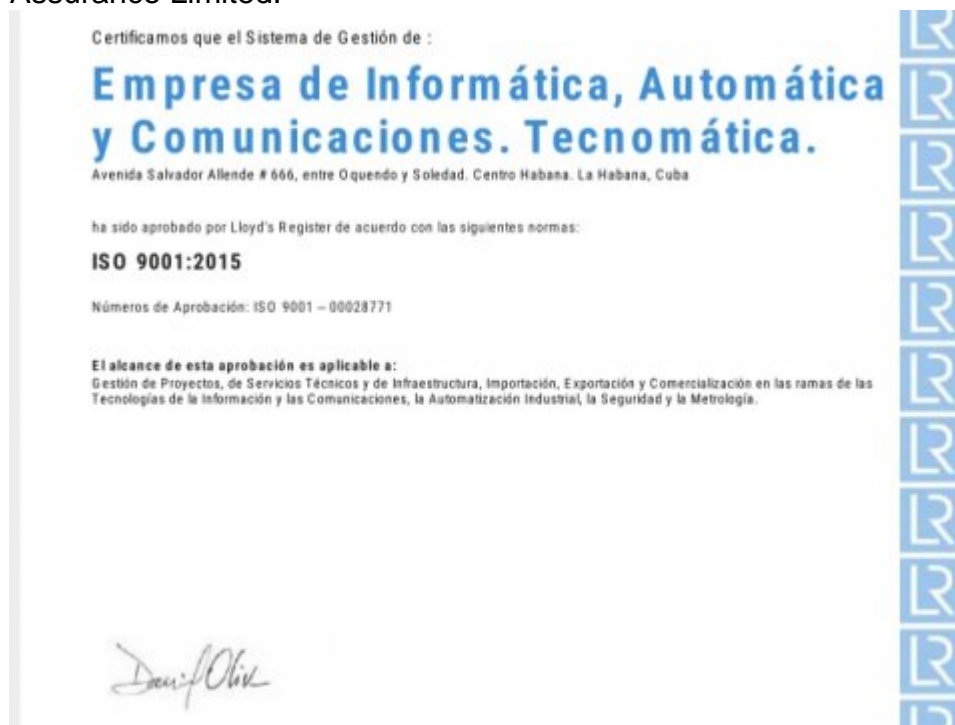 Assurance Limited.
Certificamos que el Sistema de Gestión de :
Empresa de Informática, Automática
y Comunicaciones. Tecnomática.
Avenida Salvador Allende # 666, entre Oquendo y Soledad. Centro Habana. La Habana, Cuba
ha sido aprobado por Lloyd's Register de acuerdo con las siguientes normas:
ISO 9001:2015
Números de Aprobación: ISO 9001 – 00028771
El alcance de esta aprobación es aplicable a:
Gestión de Proyectos, de Servicios Técnicos y de Infraestructura, Importación, Exportación y Comercialización en las ramas de las
Tecnologías de la Información y las Comunicaciones, la Automatización Industrial, la Seguridad y la Metrología.